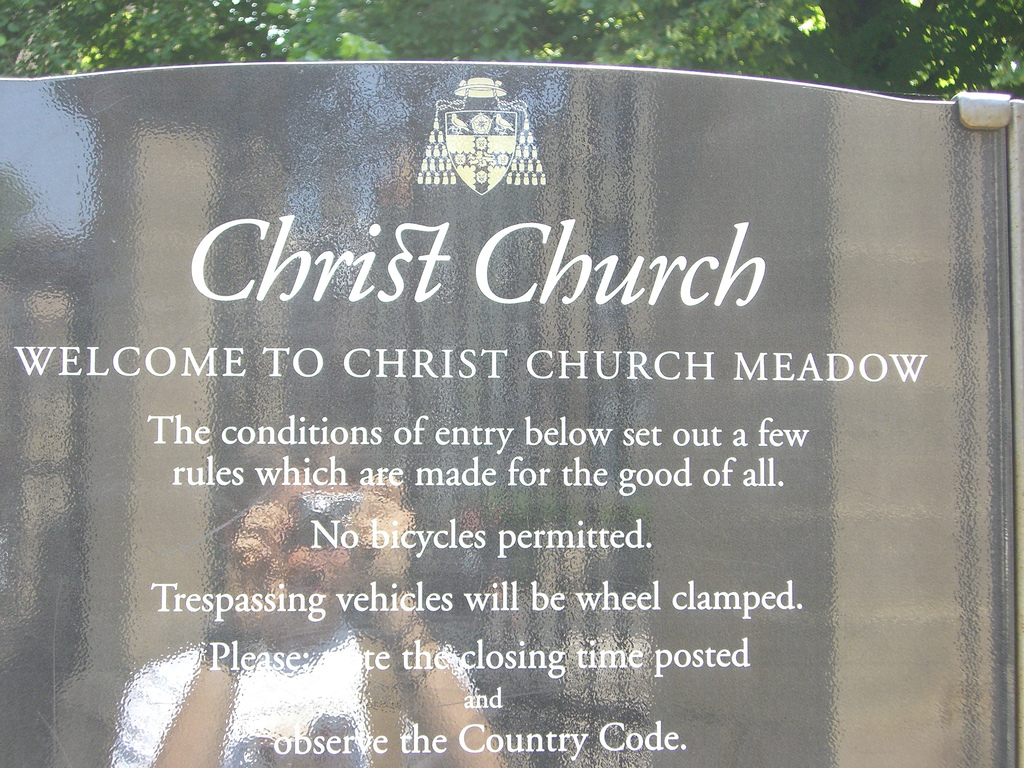 Christ Church
WELCOME TO CHRIST CHURCH MEADOW
The conditions of entry below set out a few
rules which are made for the good of all.
No bicycles permitted.
Trespassing vehicles will be wheel clamped.
Please: note the closing time posted
and
observe the Country Code.